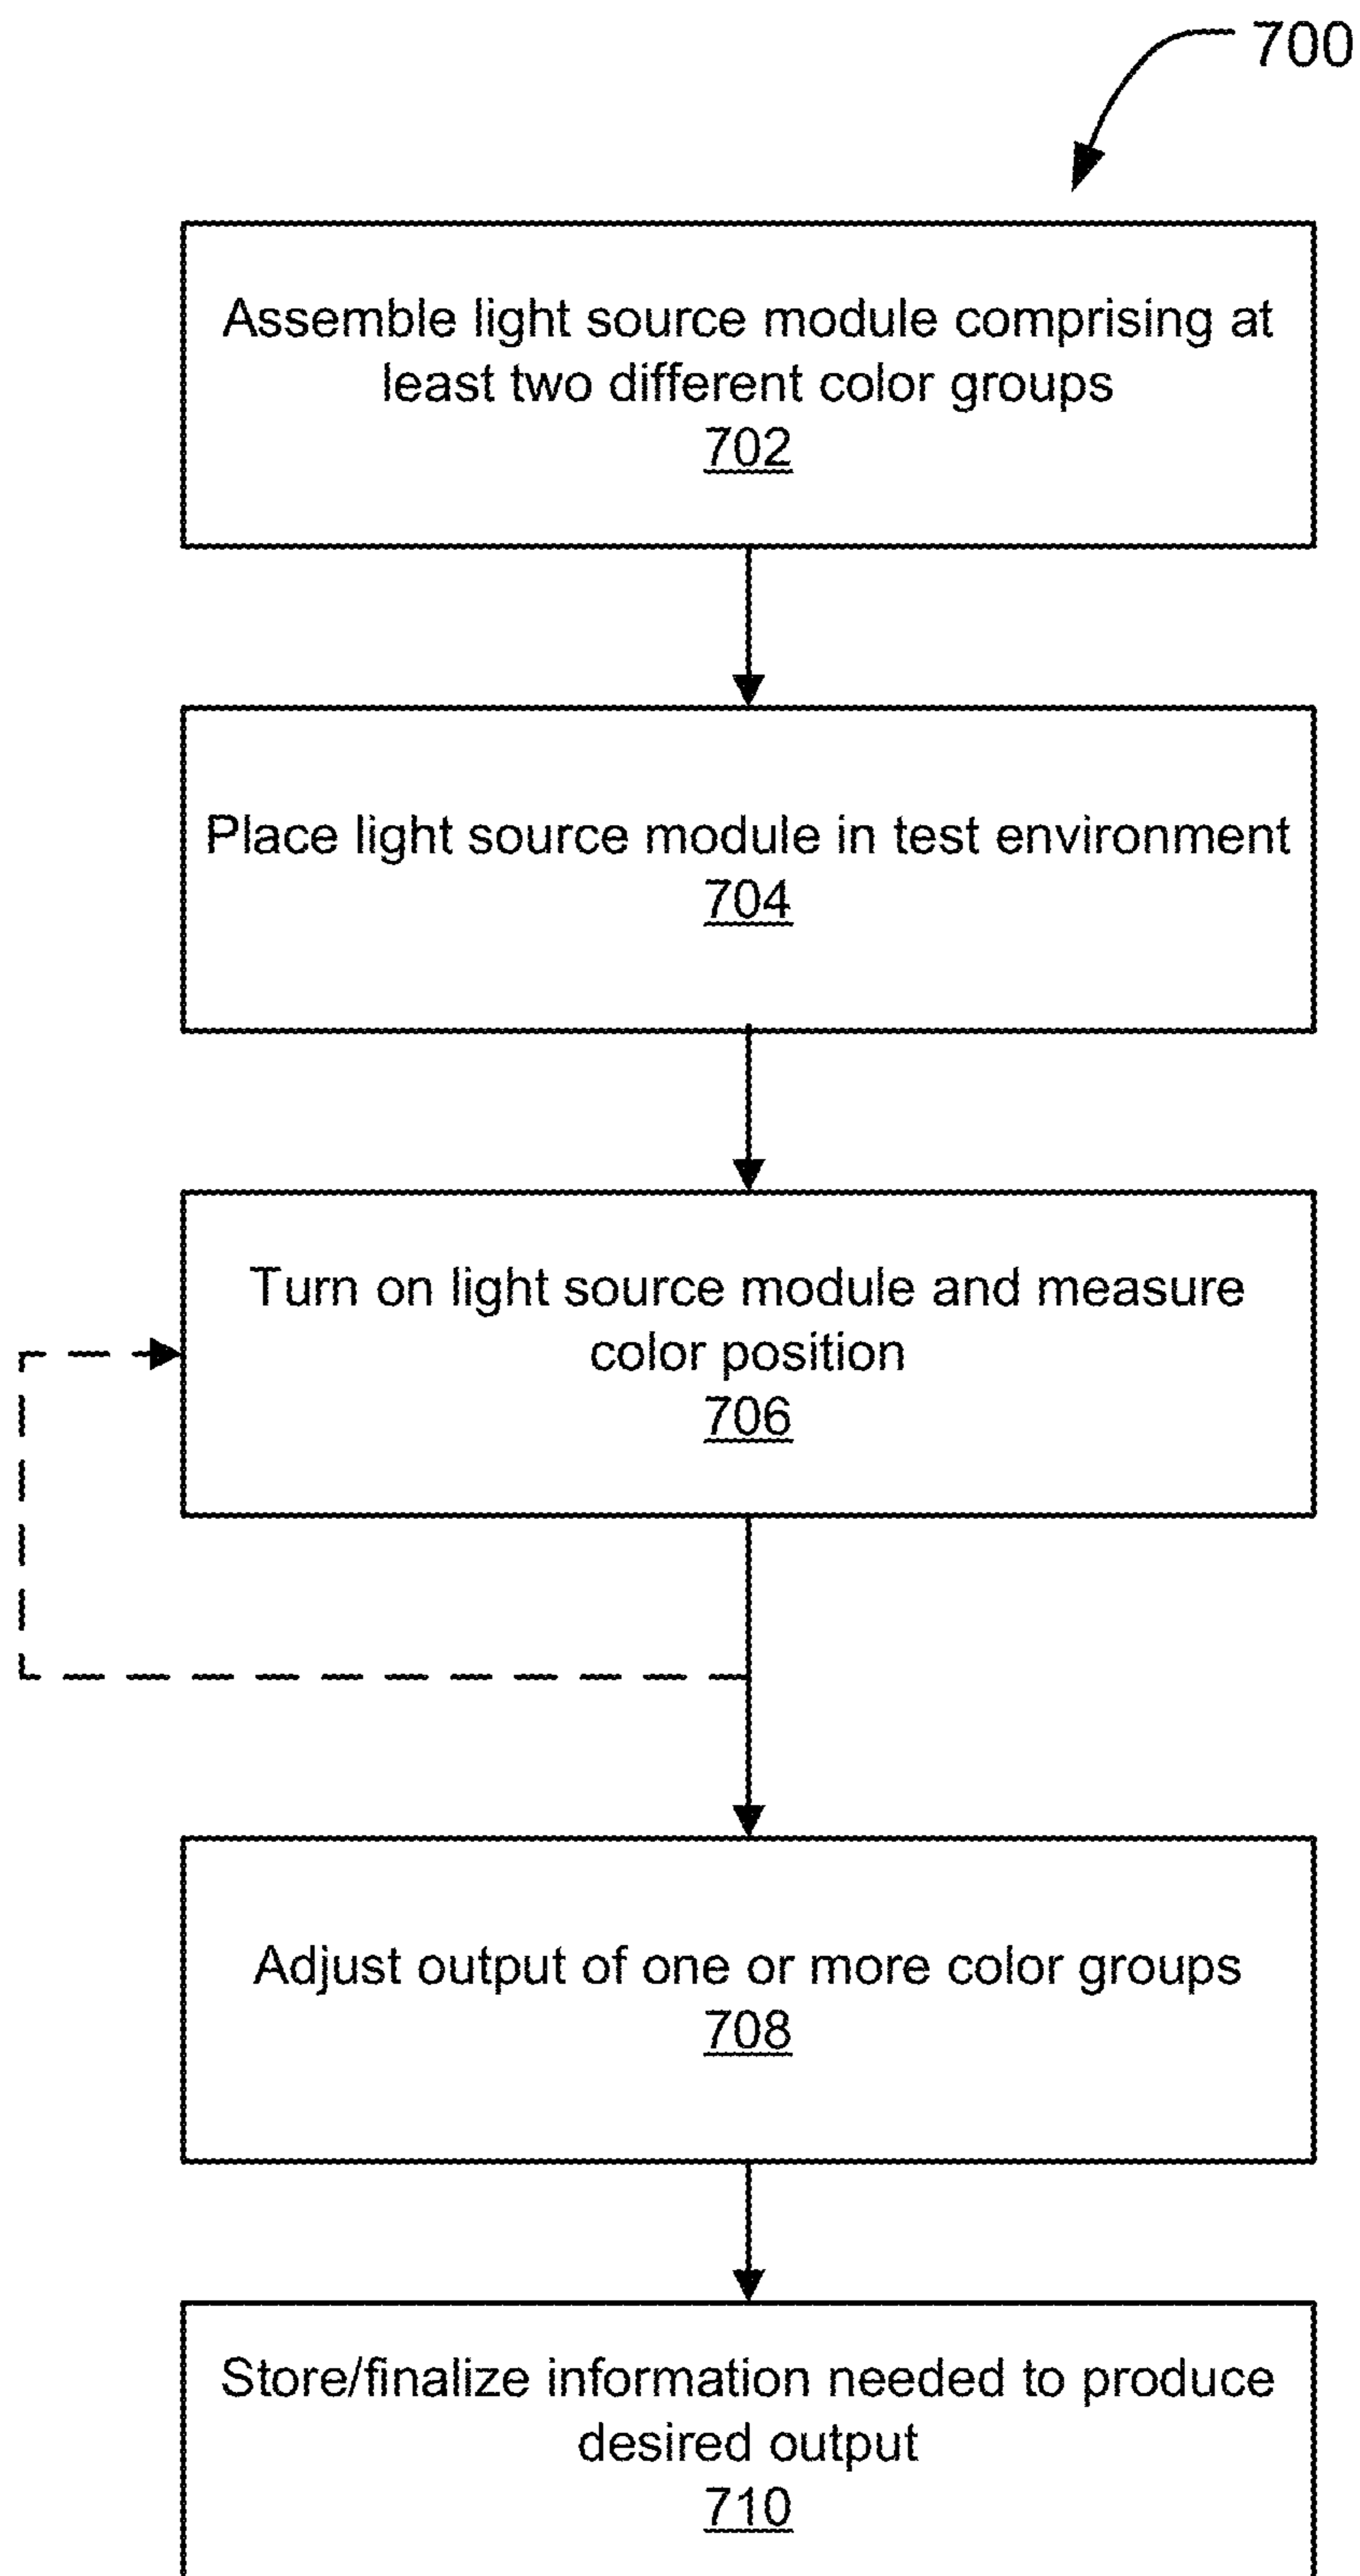 700
Assemble light source module comprising at
least two different color groups
702
Place light source module in test environment
704
Turn on light source module and measure
color position
706
Adjust output of one or more color groups
708
Store/finalize information needed to produce
desired output
710